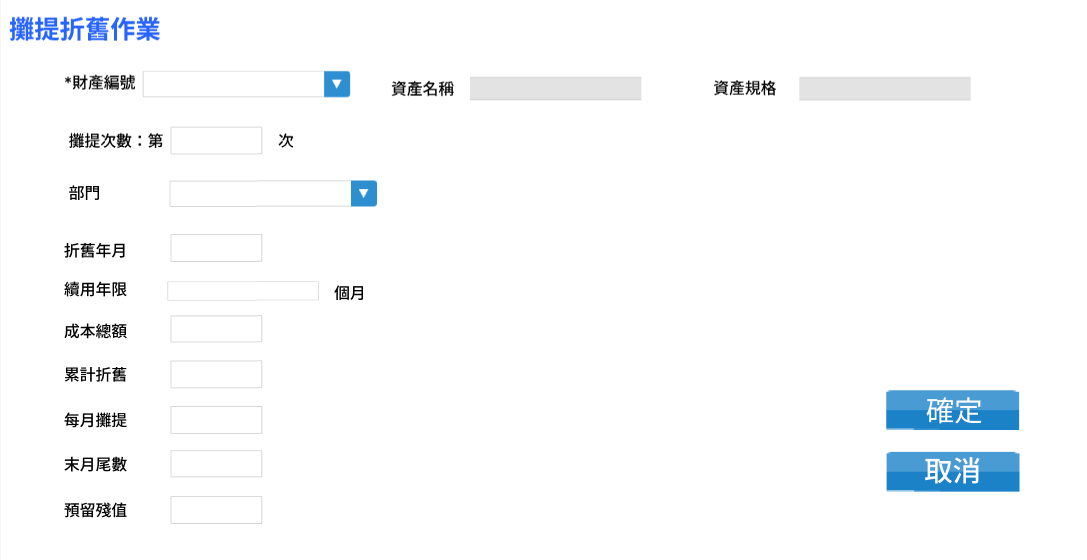 攤提折舊作業
*財產編號 資產名稱 資產規格
攤提次數：第 次
部門
折舊年月
續用年限 個月
成本總額
累計折舊
每月攤提
確定
末月尾數
取消
預留殘值